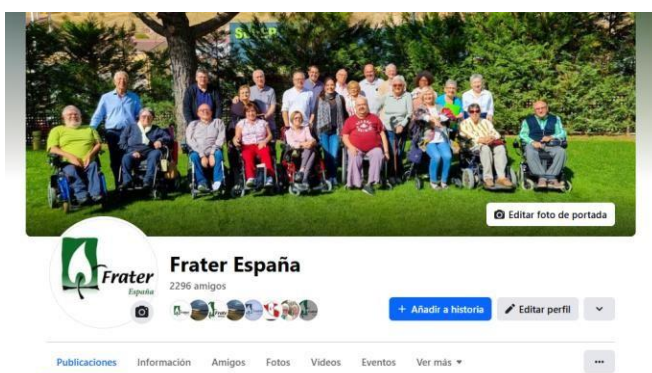 Editar foto de portada
Frater
España
Frater España
2296 amigos
+ Añadir a historia
Editar perfil
Publicaciones
Información
Amigos
Fotos
Vídeos
Eventos
Ver más